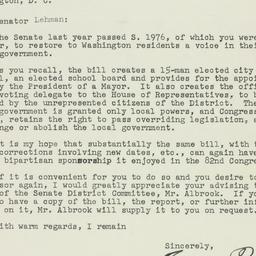 gton, D. C.
enator Lehman:
he Senate last year passed S. 1976, of which you were
r, to restore to Washington residents a voice in their
vernment.
s you recall, the bill creates a 15-man elected city
l, an elected school board and provides for the appoi
y the President of a Mayor. It also creates the offi
voting delegate to the House of Representatives, to b
d by the unrepresented citizens of the District. The
government is granted only local powers, and Congress
, retains the right to pass overriding legislation, a
nge or abolish the local government.
t is my hope that substantially the same bill, with t
corrections involving new dates, etc., can again have
bipartisan sponsorship it enjoyed in the 82nd Congr
f it is convenient for you to do so and you desire to
sor again, I would greatly appreciate your advising t
of the Senate District Committee, Mr. Albrook. If yo
o have a copy of the bill, the report, or further inf
on it, Mr. Albrook will supply it to you on request.
ith warm regards, I remain
Sincerely,